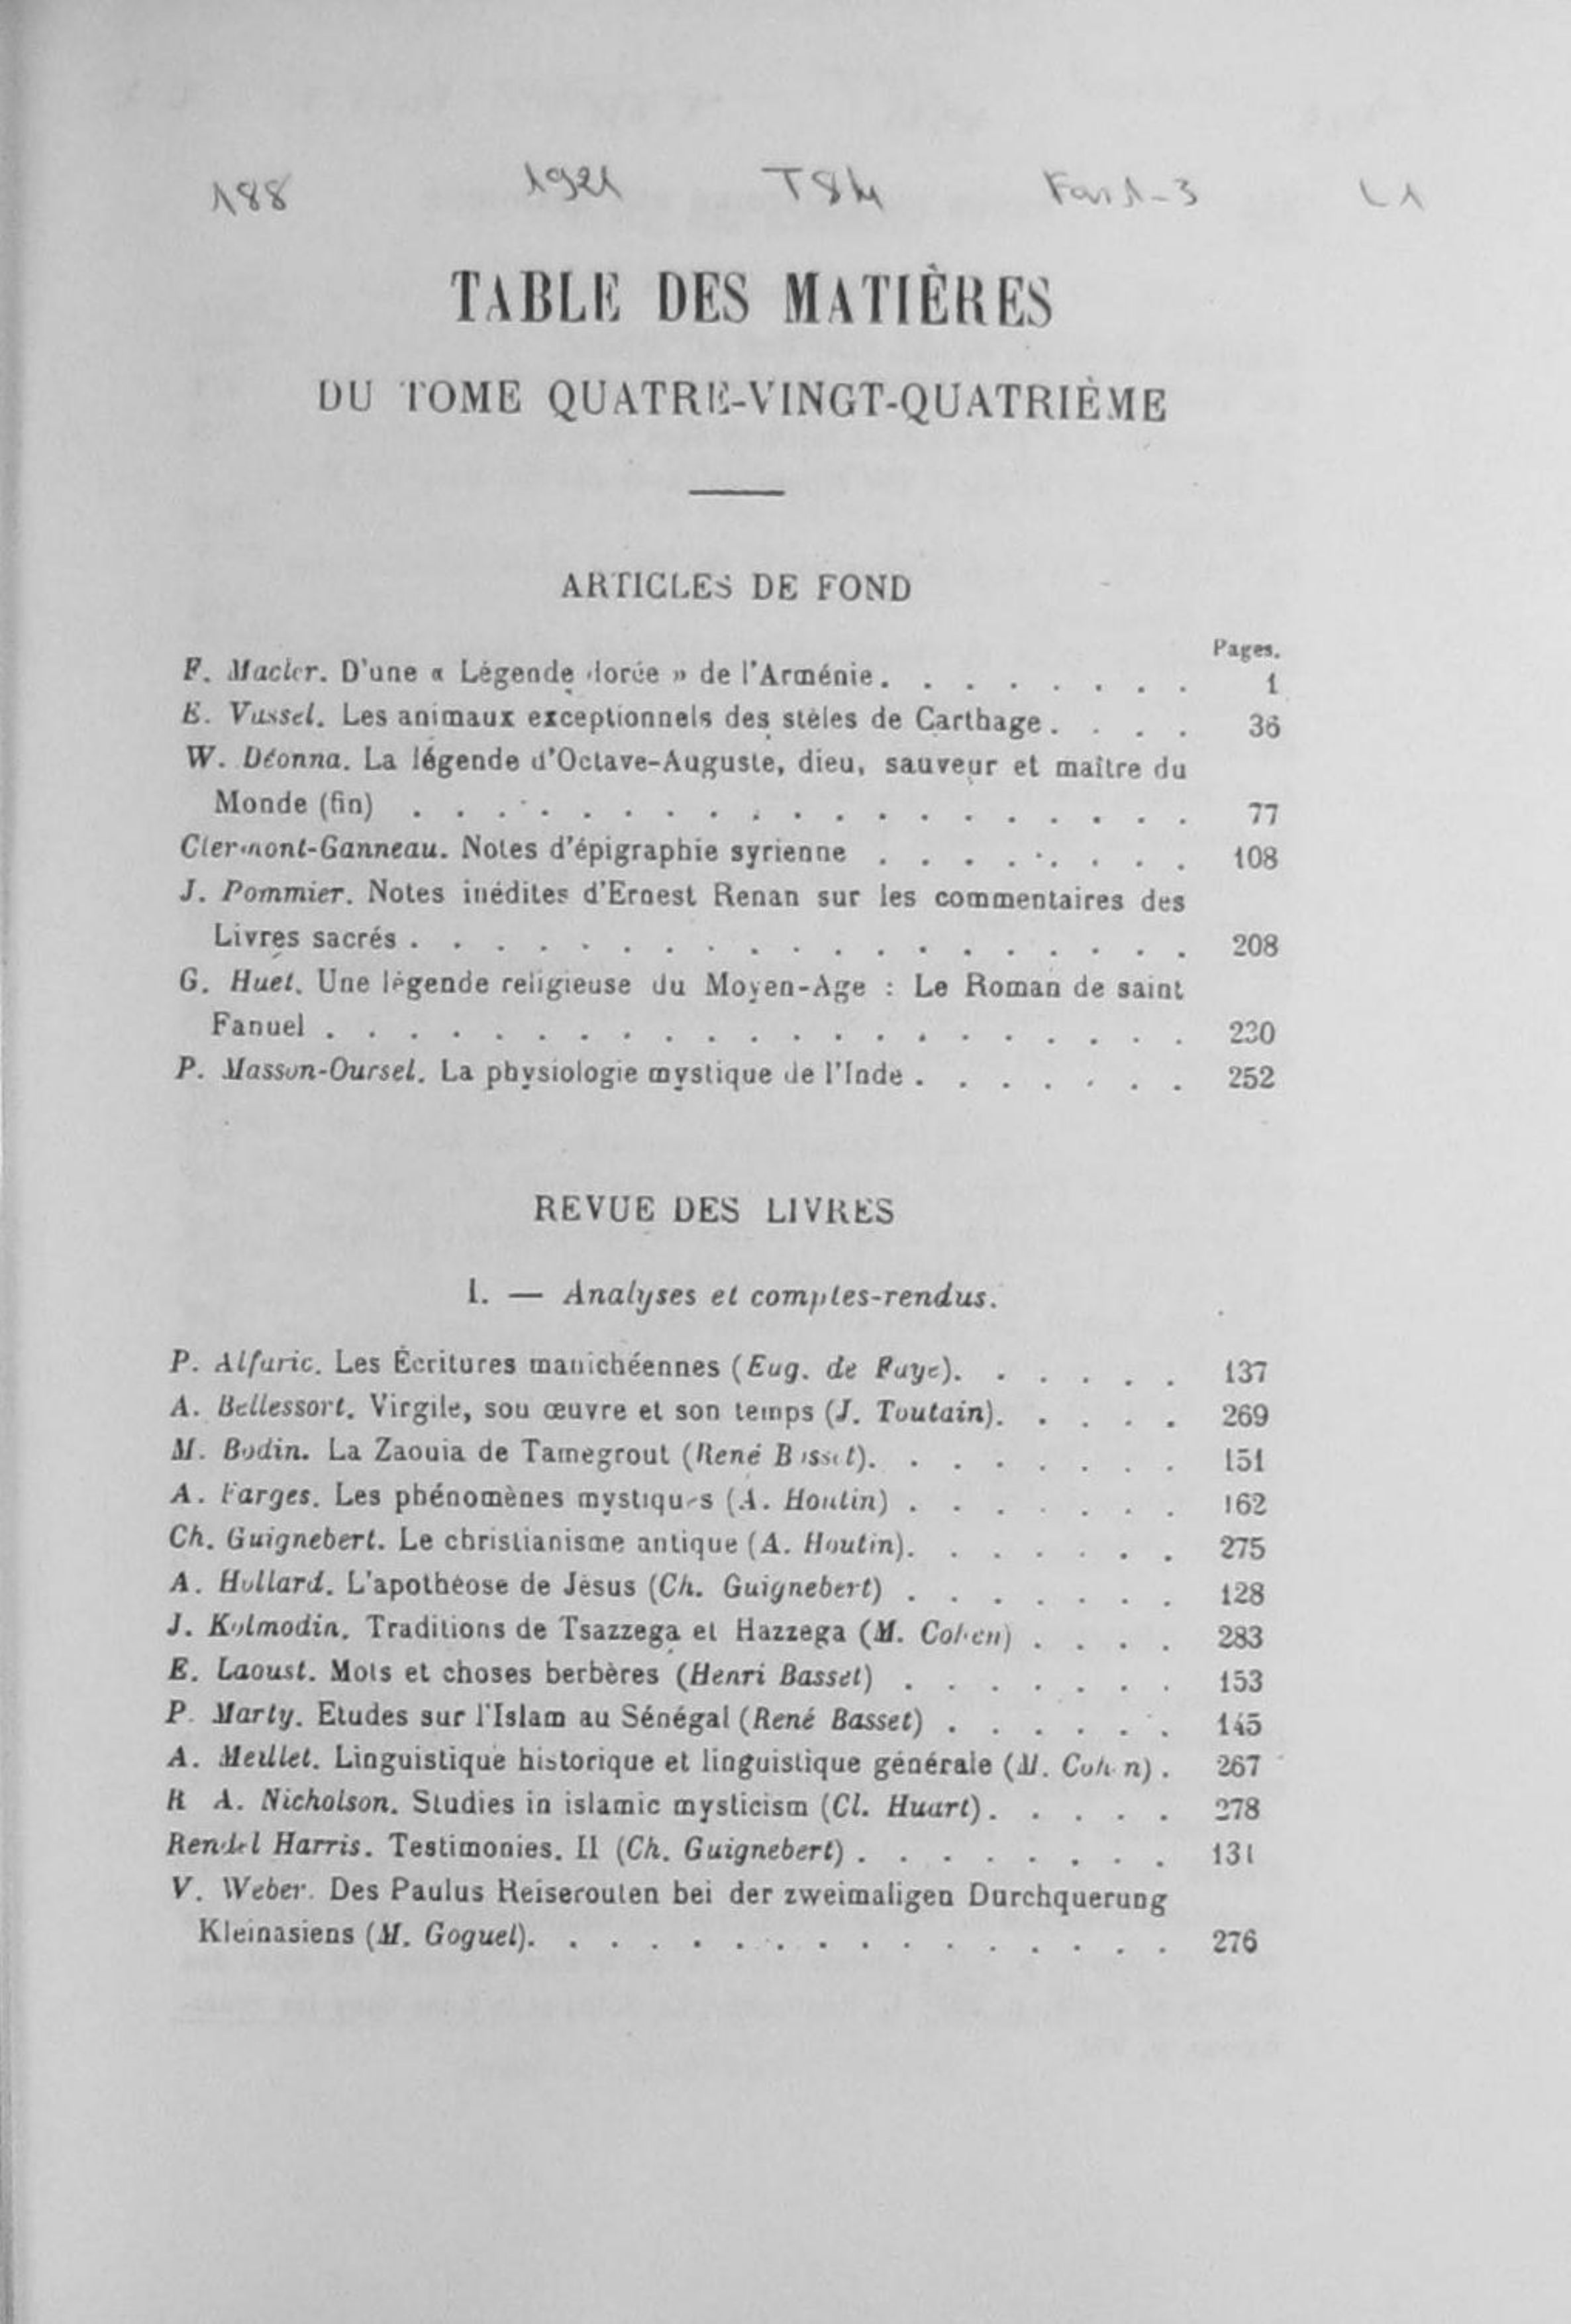 188 1921 T84
TABLE DES MATIÈRES
DU TOME QUATRE-VINGT-QUATRIÈME
ARTICLES DE FOND
Pages.
F. Macler. D'une « Légende dorée » de l'Arménie. . . . . . . . 1
E. Vassel. Les animaux exceptionnels des stèles de Carthage. . . . 36
W. Déonna. La légende d'Octave-Auguste, dieu, sauveur et maître du
Monde (fin) . . . . . . . . . . . . . . . . . . . 77
Clermont-Ganneau. Notes d'épigraphie syrienne . . . . . . . . 108
J. Pommier. Notes inédites d'Ernest Renan sur les commentaires des
Livres sacrés . . . . . . . . . . . . . . . . . . . 208
G. Huet. Une légende religieuse du Moyen-Age : Le Roman de saint
Fanuel . . . . . . . . . . . . . . . . . . . . . 230
P. Masson-Oursel. La physiologie mystique de l'Inde . . . . . . . 252
REVUE DES LIVRES
I. — Analyses et comptes-rendus.
P. Alfaric. Les Écritures manichéennes (Eug. de Faye). . . . . . 137
A. Bellessort. Virgile, sou œuvre et son temps (J. Toutain). . . . . 269
M. Bodin. La Zaouia de Tamegrout (René Basset). . . . . . . . 151
A. Farges. Les phénomènes mystiques (A. Houtin) . . . . . . . 162
Ch. Guignebert. Le christianisme antique (A. Houtin). . . . . . . 275
A. Hollard. L'apothéose de Jésus (Ch. Guignebert) . . . . . . . 128
J. Kolmodin. Traditions de Tsazzega et Hazzega (M. Cohen) . . . . 283
E. Laoust. Mots et choses berbères (Henri Basset) . . . . . . . 153
P. Marty. Etudes sur l'Islam au Sénégal (René Basset) . . . . . . 145
A. Meillet. Linguistique historique et linguistique générale (M. Cohen) . 267
R A. Nicholson. Studies in islamic mysticism (Cl. Huart). . . . . 278
Rendel Harris. Testimonies. II (Ch. Guignebert) . . . . . . . . 131
V. Weber. Des Paulus Reiserouten bei der zweimaligen Durchquerung
Kleinasiens (M. Goguel). . . . . . . . . . . . . . . . 276